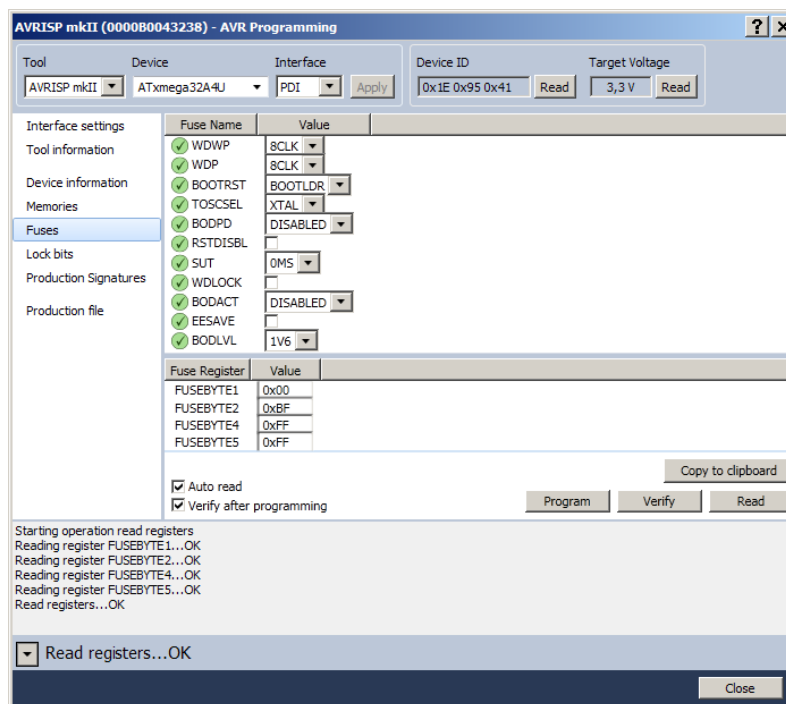 AVRISP mkII (0000B0043238) - AVR Programming
Tool Device Interface Device ID Target Voltage
AVRISP mkII ATxmega32A4U PDI Apply 0x1E 0x95 0x41 Read 3,3 V Read
Interface settings
Tool information
Device information
Memories
Fuses
Lock bits
Production Signatures
Production file
Fuse Name Value
WDWP 8CLK
WDP 8CLK
BOOTRST BOOTLDR
TOSCSEL XTAL
BODPD DISABLED
RSTDISBL
SUT 0MS
WDLOCK
BODACT DISABLED
EESAVE
BODLVL 1V6
Fuse Register Value
FUSEBYTE1 0x00
FUSEBYTE2 0xBF
FUSEBYTE4 0xFF
FUSEBYTE5 0xFF
Copy to clipboard
Auto read
Verify after programming
Program Verify Read
Starting operation read registers
Reading register FUSEBYTE1...OK
Reading register FUSEBYTE2...OK
Reading register FUSEBYTE4...OK
Reading register FUSEBYTE5...OK
Read registers...OK
Read registers...OK
Close